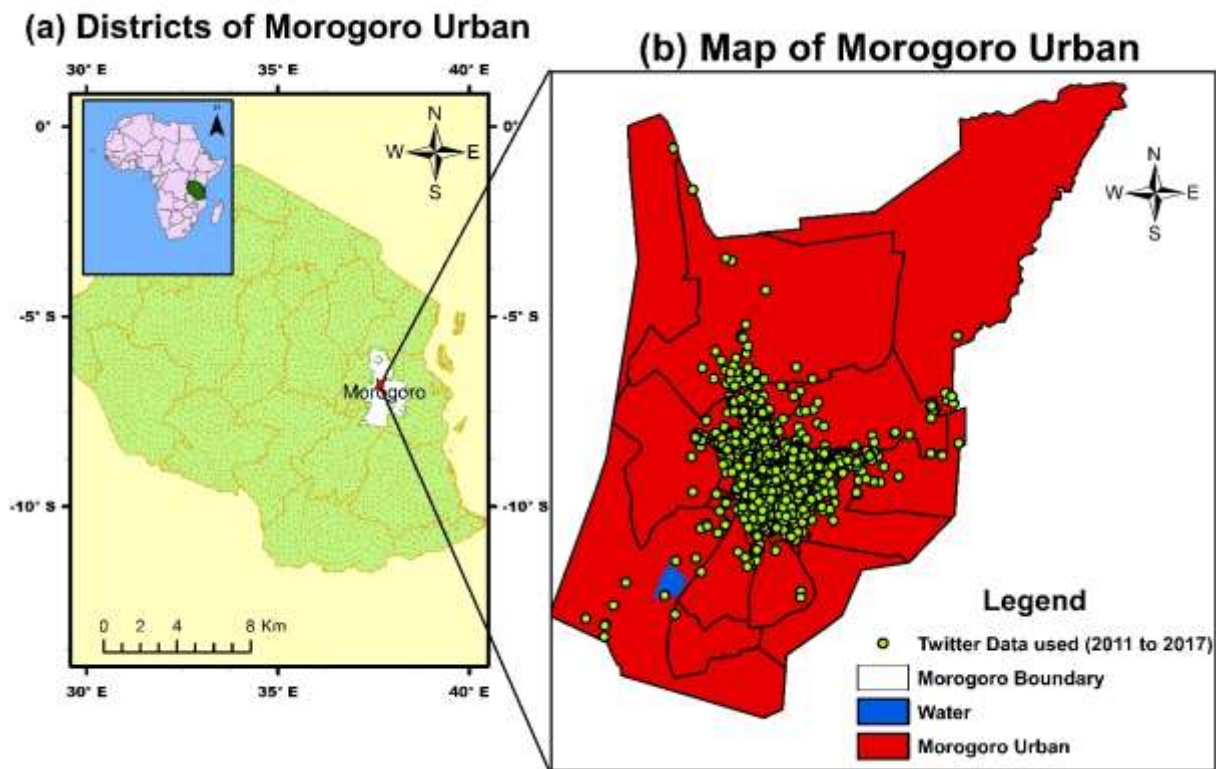 (a) Districts of Morogoro Urban
(b) Map of Morogoro Urban
30° E
35° E
40° E
0°
0°
N
W
E
S
N
W
E
S
-5° S
-5° S
Morogoro
-10° S
-10° S
0 2 4 8 Km
30° E
35° E
40° E
Legend
Twitter Data used (2011 to 2017)
Morogoro Boundary
Water
Morogoro Urban